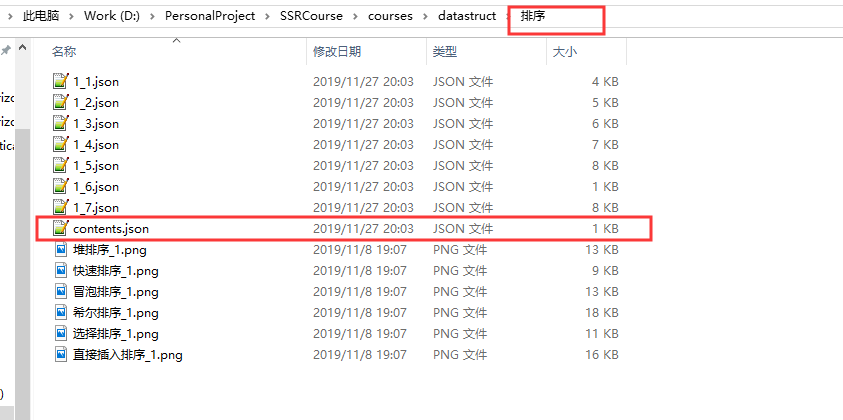 此电脑 Work (D:) PersonalProject SSRCourse courses datastruct 排序
名称 修改日期 类型 大小
1_1.json 2019/11/27 20:03 JSON 文件 4 KB
1_2.json 2019/11/27 20:03 JSON 文件 5 KB
1_3.json 2019/11/27 20:03 JSON 文件 6 KB
1_4.json 2019/11/27 20:03 JSON 文件 7 KB
1_5.json 2019/11/27 20:03 JSON 文件 8 KB
1_6.json 2019/11/27 20:03 JSON 文件 1 KB
1_7.json 2019/11/27 20:03 JSON 文件 8 KB
contents.json 2019/11/27 20:03 JSON 文件 1 KB
堆排序_1.png 2019/11/8 19:07 PNG 文件 13 KB
快速排序_1.png 2019/11/8 19:07 PNG 文件 9 KB
冒泡排序_1.png 2019/11/8 19:07 PNG 文件 13 KB
希尔排序_1.png 2019/11/8 19:07 PNG 文件 18 KB
选择排序_1.png 2019/11/8 19:07 PNG 文件 11 KB
直接插入排序_1.png 2019/11/8 19:07 PNG 文件 16 KB